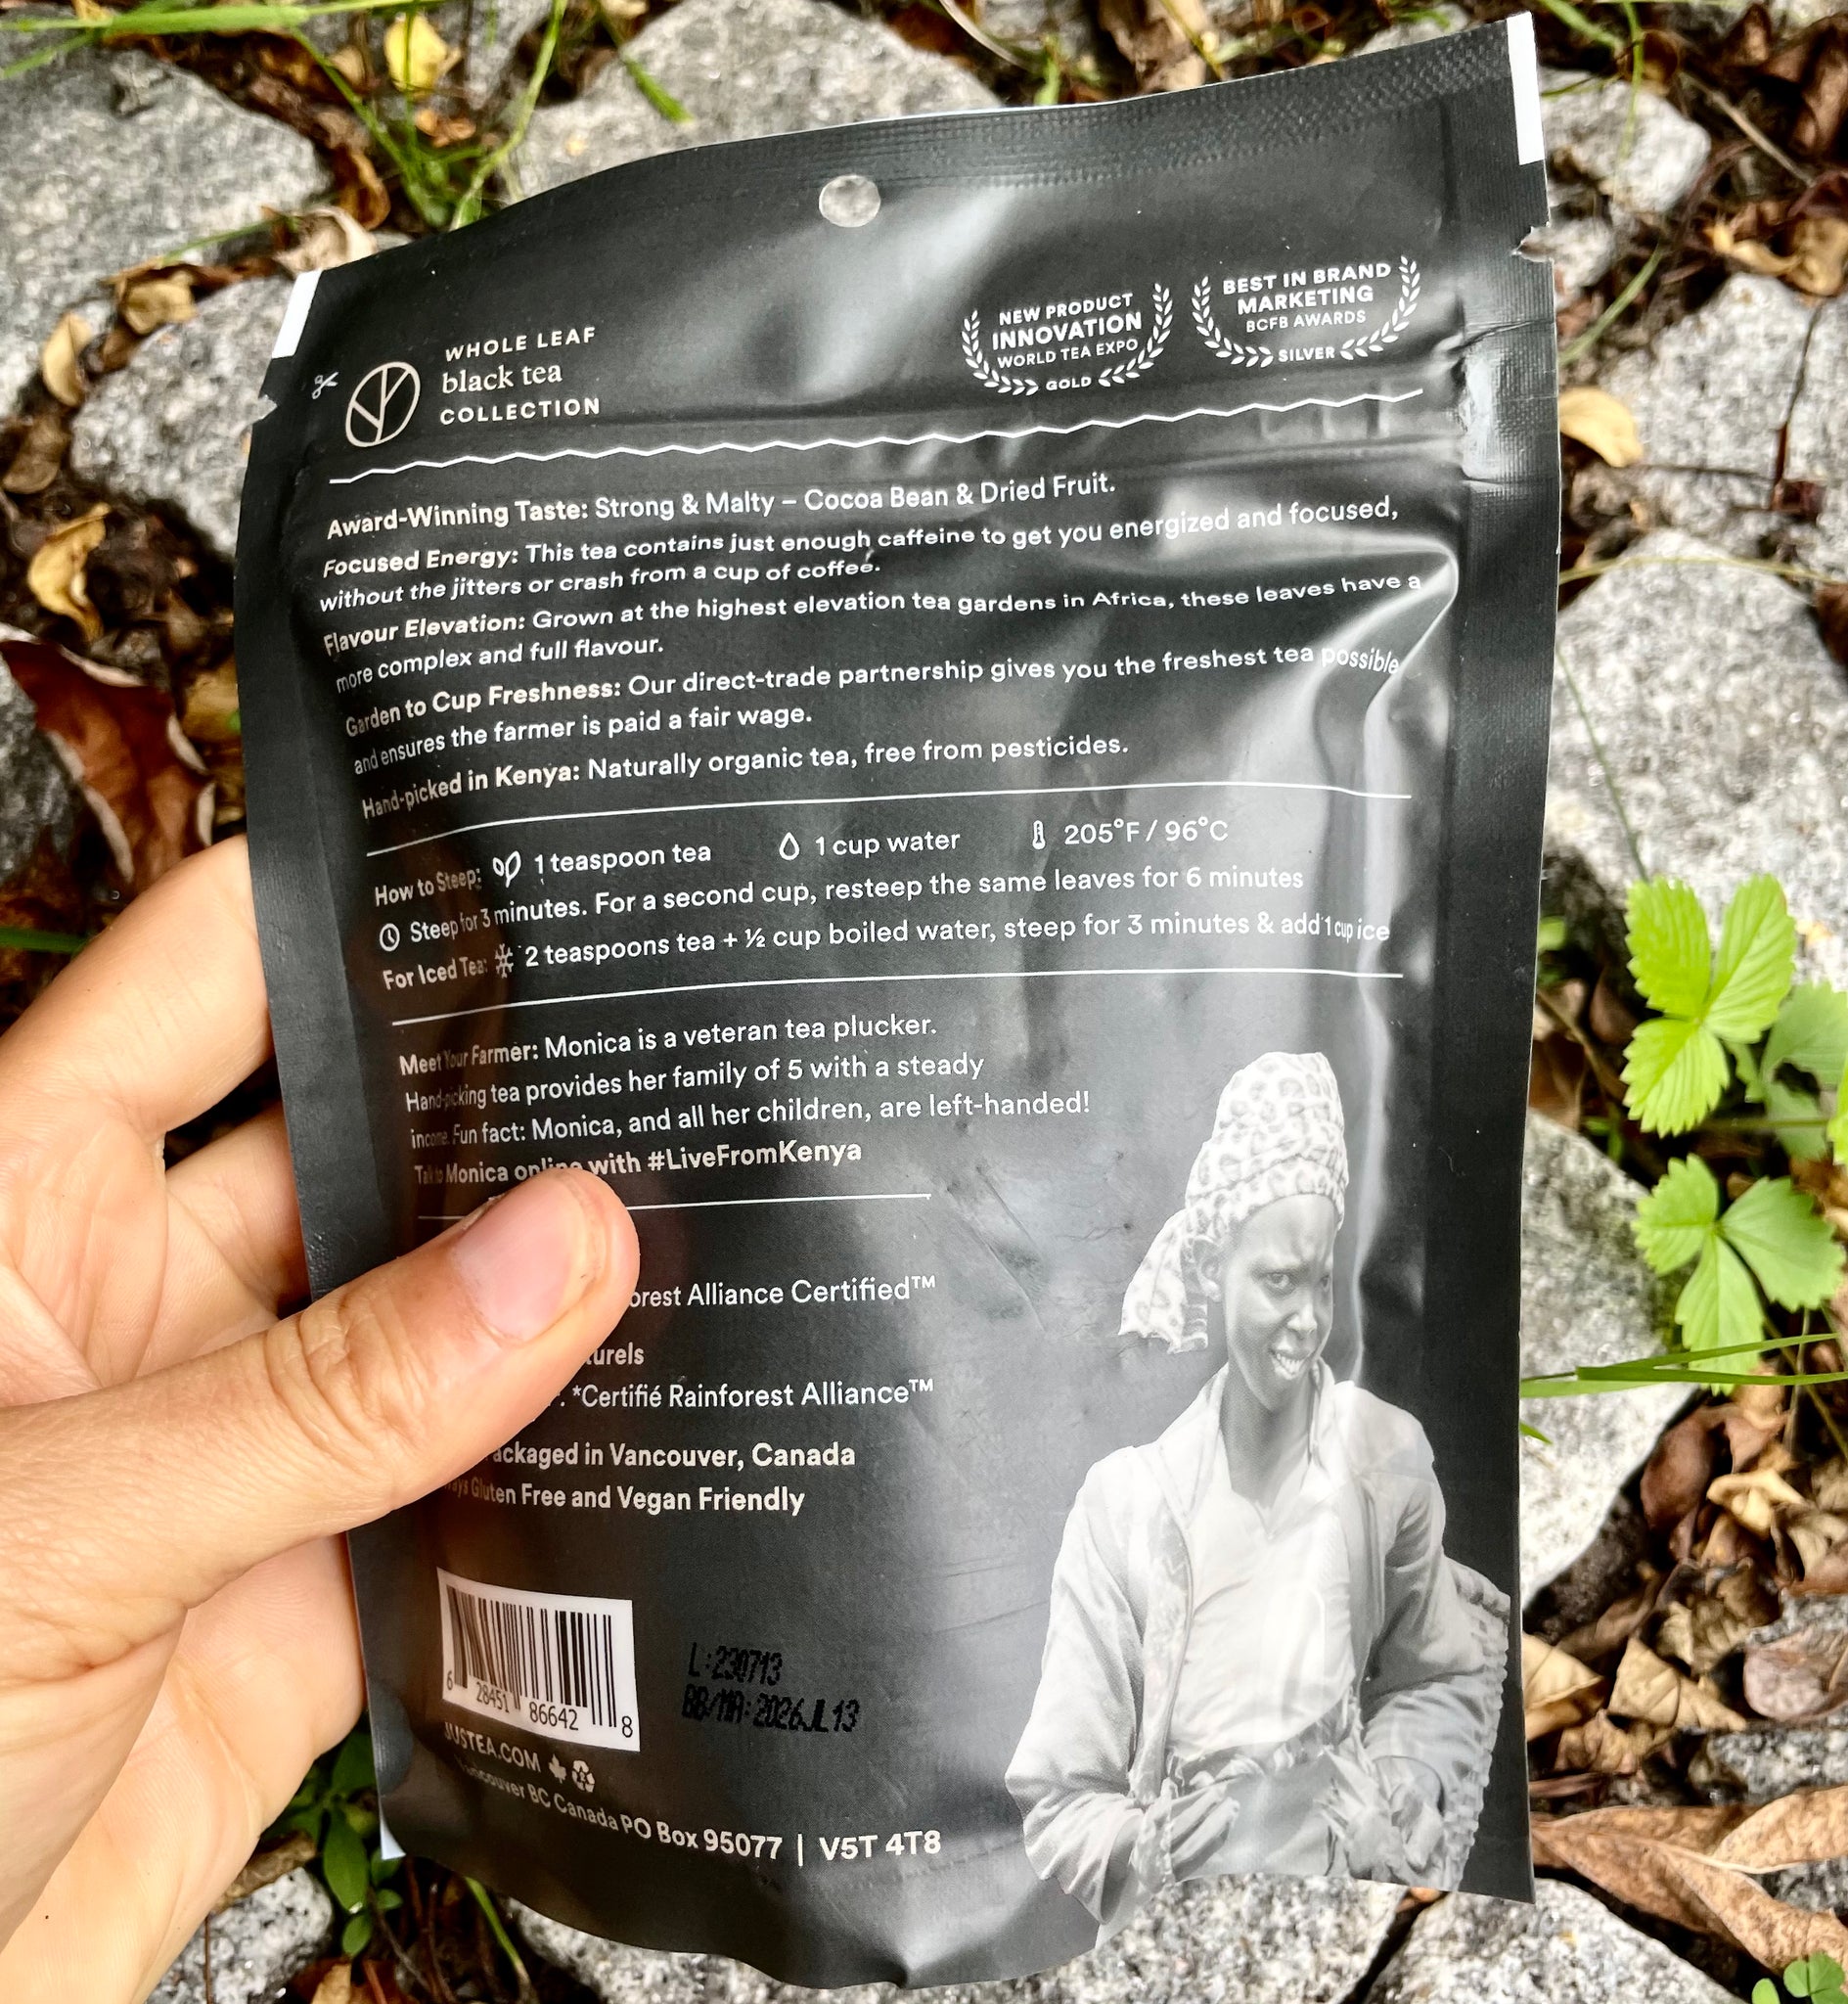 WHOLE LEAF
black tea
COLLECTION
NEW PRODUCT
INNOVATION
WORLD TEA EXPO
GOLD
BEST IN BRAND
MARKETING
BCFB AWARDS
SILVER
Award-Winning Taste: Strong & Malty – Cocoa Bean & Dried Fruit.
Focused Energy: This tea contains just enough caffeine to get you energized and focused,
without the jitters or crash from a cup of coffee.
Flavour Elevation: Grown at the highest elevation tea gardens in Africa, these leaves have a
more complex and full flavour.
Garden to Cup Freshness: Our direct-trade partnership gives you the freshest tea possible
and ensures the farmer is paid a fair wage.
Hand-picked in Kenya: Naturally organic tea, free from pesticides.
How to Steep: 1 teaspoon tea 1 cup water 205°F / 96°C
Steep for 3 minutes. For a second cup, resteep the same leaves for 6 minutes
For Iced Tea: 2 teaspoons tea + ½ cup boiled water, steep for 3 minutes & add 1 cup ice
Meet Your Farmer: Monica is a veteran tea plucker.
Hand-picking tea provides her family of 5 with a steady
income. Fun fact: Monica, and all her children, are left-handed!
Talk to Monica online with #LiveFromKenya
Alliance Certified™
*Certifié Rainforest Alliance™
in Vancouver, Canada
Gluten Free and Vegan Friendly
6 28451 86642 8
L:230713
BB/MA:2026JL13
JUSTEA.COM
Vancouver BC Canada PO Box 95077 | V5T 4T8